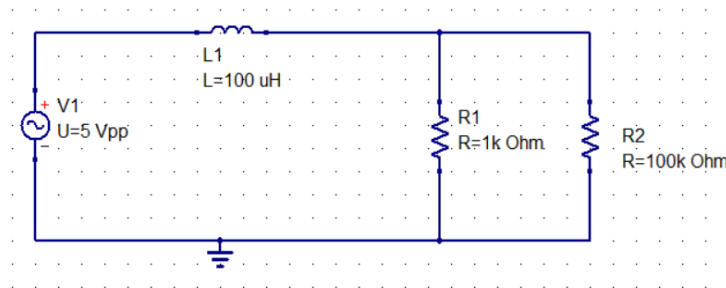 L1
L=100 uH
V1
U=5 Vpp
R1
R=1k Ohm
R2
R=100k Ohm